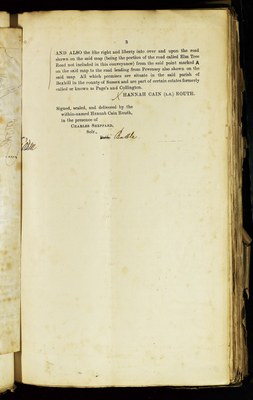 3
AND ALSO the like right and liberty into over and upon the road
shown on the said map (being the portion of the road called Elm Tree
Road not included in this conveyance) from the said point marked A
on the said map to the road leading from Pevensey also shown on the
said map All which premises are situate in the said parish of
Bexhill in the county of Sussex and are part of certain estates formerly
called or known as Page's and Collington.
HANNAH CAIN (L.S.) ROUTH.
Signed, sealed, and delivered by the
within-named Hannah Cain Routh,
in the presence of
CHARLES
Solr.,